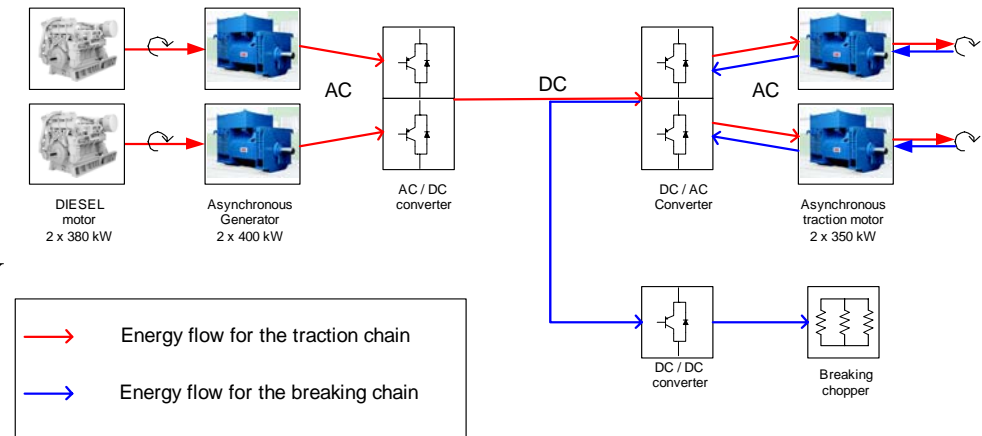 AC
DC
AC
DIESEL
motor
2 x 380 kW
Asynchronous
Generator
2 x 400 kW
AC / DC
converter
DC / AC
Converter
Asynchronous
traction motor
2 x 350 kW
Energy flow for the traction chain
Energy flow for the breaking chain
DC / DC
converter
Breaking
chopper